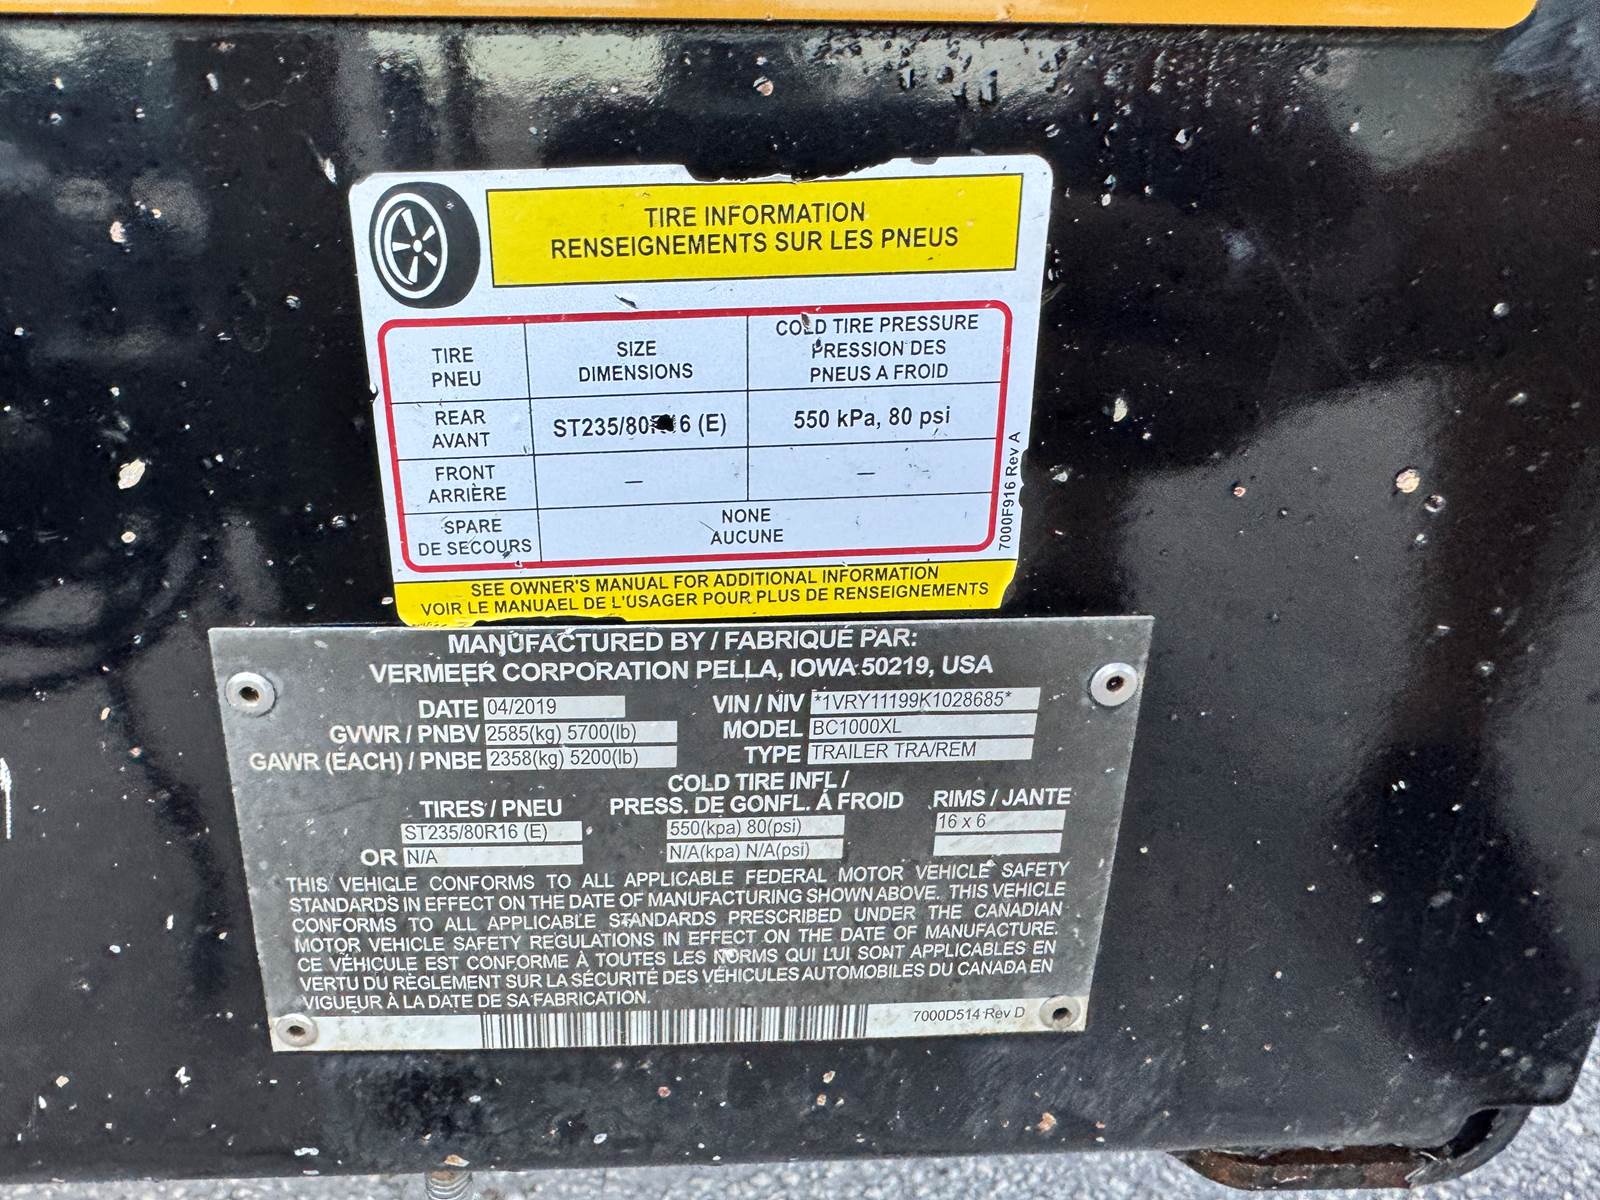 TIRE INFORMATION
RENSEIGNEMENTS SUR LES PNEUS
TIRE
PNEU
SIZE
DIMENSIONS
COLD TIRE PRESSURE
PRESSION DES
PNEUS A FROID
REAR
AVANT
ST235/80R16 (E)
550 kPa, 80 psi
FRONT
ARRIÈRE
—
—
SPARE
DE SECOURS
NONE
AUCUNE
7000F916 Rev A
SEE OWNER'S MANUAL FOR ADDITIONAL INFORMATION
VOIR LE MANUAEL DE L'USAGER POUR PLUS DE RENSEIGNEMENTS
MANUFACTURED BY / FABRIQUÉ PAR:
VERMEER CORPORATION PELLA, IOWA 50219, USA
DATE 04/2019 VIN / NIV *1VRY11199K1028685*
GVWR / PNBV 2585(kg) 5700(lb) MODEL BC1000XL
GAWR (EACH) / PNBE 2358(kg) 5200(lb) TYPE TRAILER TRA/REM
COLD TIRE INFL /
TIRES / PNEU PRESS. DE GONFL. Á FROID RIMS / JANTE
ST235/80R16 (E) 550(kpa) 80(psi) 16 x 6
OR N/A N/A(kpa) N/A(psi)
THIS VEHICLE CONFORMS TO ALL APPLICABLE FEDERAL MOTOR VEHICLE SAFETY
STANDARDS IN EFFECT ON THE DATE OF MANUFACTURING SHOWN ABOVE. THIS VEHICLE
CONFORMS TO ALL APPLICABLE STANDARDS PRESCRIBED UNDER THE CANADIAN
MOTOR VEHICLE SAFETY REGULATIONS IN EFFECT ON THE DATE OF MANUFACTURE.
CE VÉHICULE EST CONFORME À TOUTES LES NORMS QUI LUI SONT APPLICABLES EN
VERTU DU RÈGLEMENT SUR LA SÉCURITÉ DES VÉHICULES AUTOMOBILES DU CANADA EN
VIGUEUR À LA DATE DE SA FABRICATION.
7000D514 Rev D